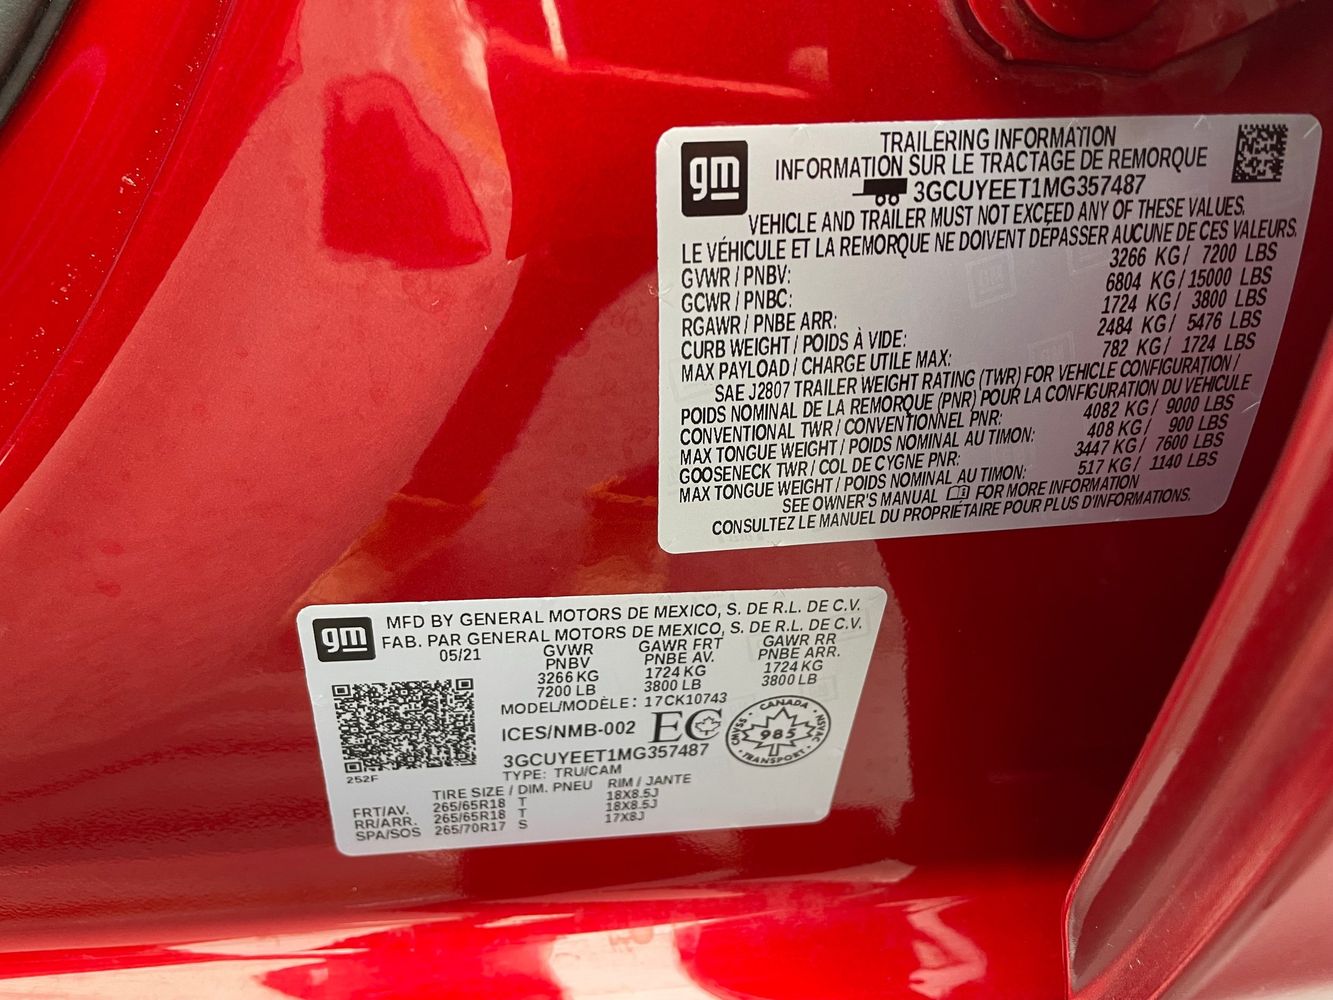 gm
TRAILERING INFORMATION
INFORMATION SUR LE TRACTAGE DE REMORQUE
3GCUYEET1MG357487
VEHICLE AND TRAILER MUST NOT EXCEED ANY OF THESE VALUES.
LE VÉHICULE ET LA REMORQUE NE DOIVENT DÉPASSER AUCUNE DE CES VALEURS.
GVWR / PNBV: 3266 KG / 7200 LBS
GCWR / PNBC: 6804 KG / 15000 LBS
RGAWR / PNBE ARR: 1724 KG / 3800 LBS
CURB WEIGHT / POIDS À VIDE: 2484 KG / 5476 LBS
MAX PAYLOAD / CHARGE UTILE MAX: 782 KG / 1724 LBS
SAE J2807 TRAILER WEIGHT RATING (TWR) FOR VEHICLE CONFIGURATION /
POIDS NOMINAL DE LA REMORQUE (PNR) POUR LA CONFIGURATION DU VÉHICULE
CONVENTIONAL TWR / CONVENTIONNEL PNR: 4082 KG / 9000 LBS
MAX TONGUE WEIGHT / POIDS NOMINAL AU TIMON: 408 KG / 900 LBS
GOOSENECK TWR / COL DE CYGNE PNR: 3447 KG / 7600 LBS
MAX TONGUE WEIGHT / POIDS NOMINAL AU TIMON: 517 KG / 1140 LBS
SEE OWNER'S MANUAL FOR MORE INFORMATION
CONSULTEZ LE MANUEL DU PROPRIÉTAIRE POUR PLUS D'INFORMATIONS.
gm
MFD BY GENERAL MOTORS DE MEXICO, S. DE R.L. DE C.V.
FAB. PAR GENERAL MOTORS DE MEXICO, S. DE R.L. DE C.V.
05/21 GVWR GAWR FRT GAWR RR
PNBV PNBE AV. PNBE ARR.
3266 KG 1724 KG 1724 KG
7200 LB 3800 LB 3800 LB
MODEL/MODÈLE: 17CK10743
ICES/NMB-002 EC
CANADA
CMVSS 985 NSVAC
TRANSPORT
3GCUYEET1MG357487
252F
TYPE: TRU/CAM
TIRE SIZE / DIM. PNEU RIM / JANTE
FRT/AV. 265/65R18 T 18X8.5J
RR/ARR. 265/65R18 T 18X8.5J
SPA/SOS 265/70R17 S 17X8J